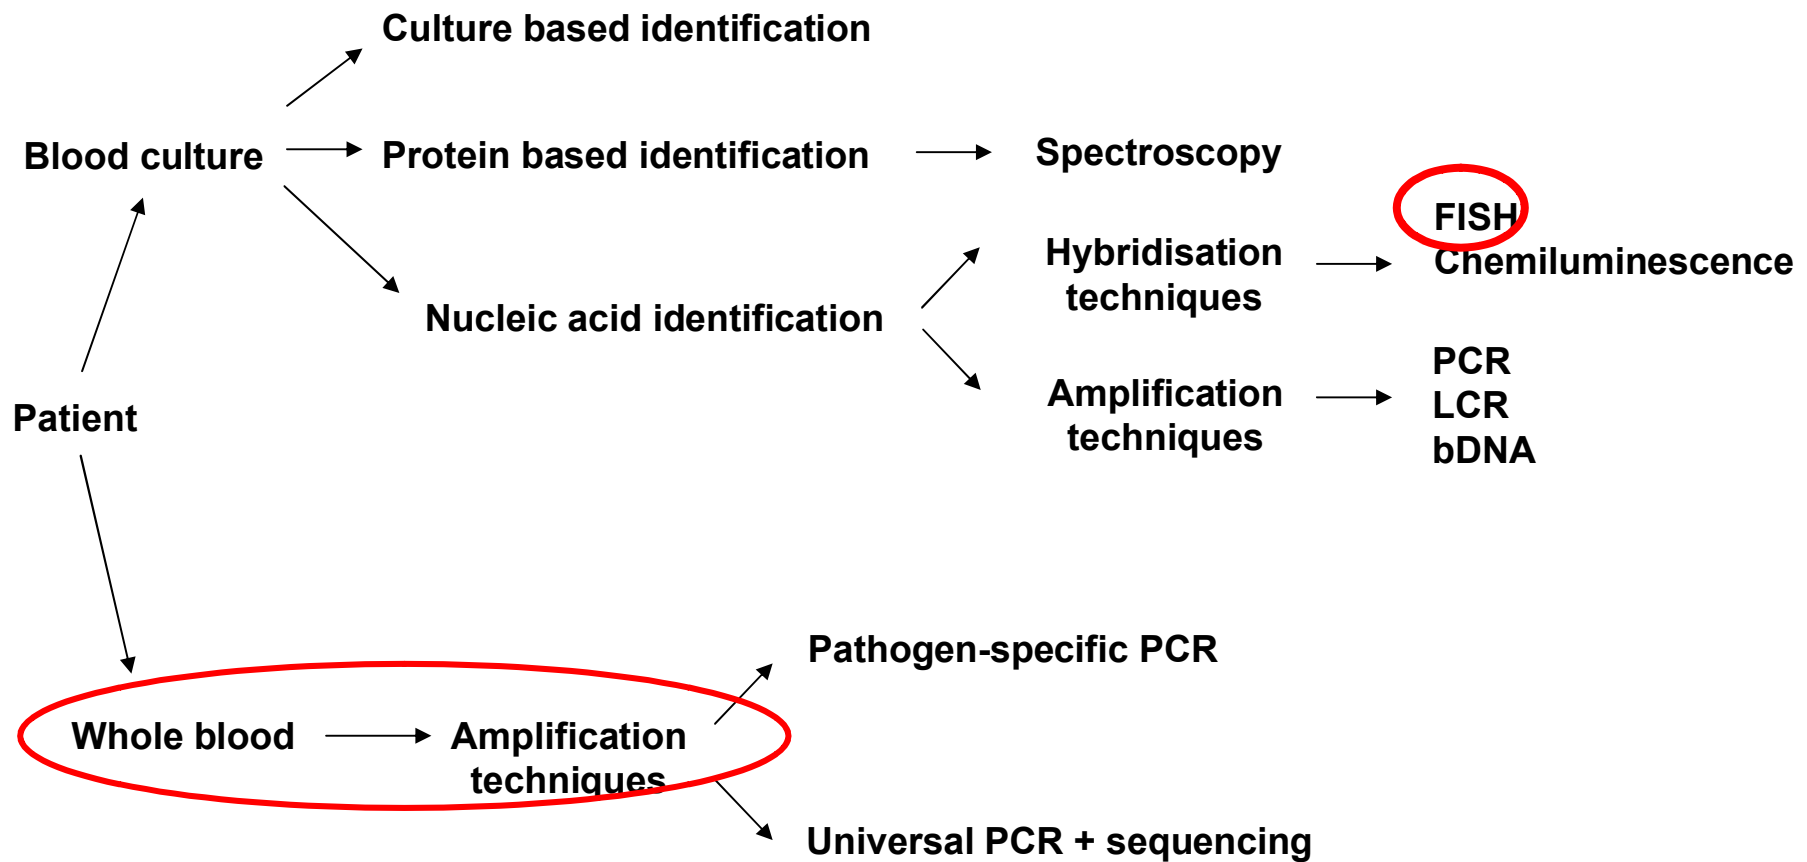 Culture based identification
Blood culture
Protein based identification
Spectroscopy
FISH
Chemiluminescence
Hybridisation
techniques
Nucleic acid identification
Amplification
techniques
PCR
LCR
bDNA
Patient
Pathogen-specific PCR
Whole blood
Amplification
techniques
Universal PCR + sequencing